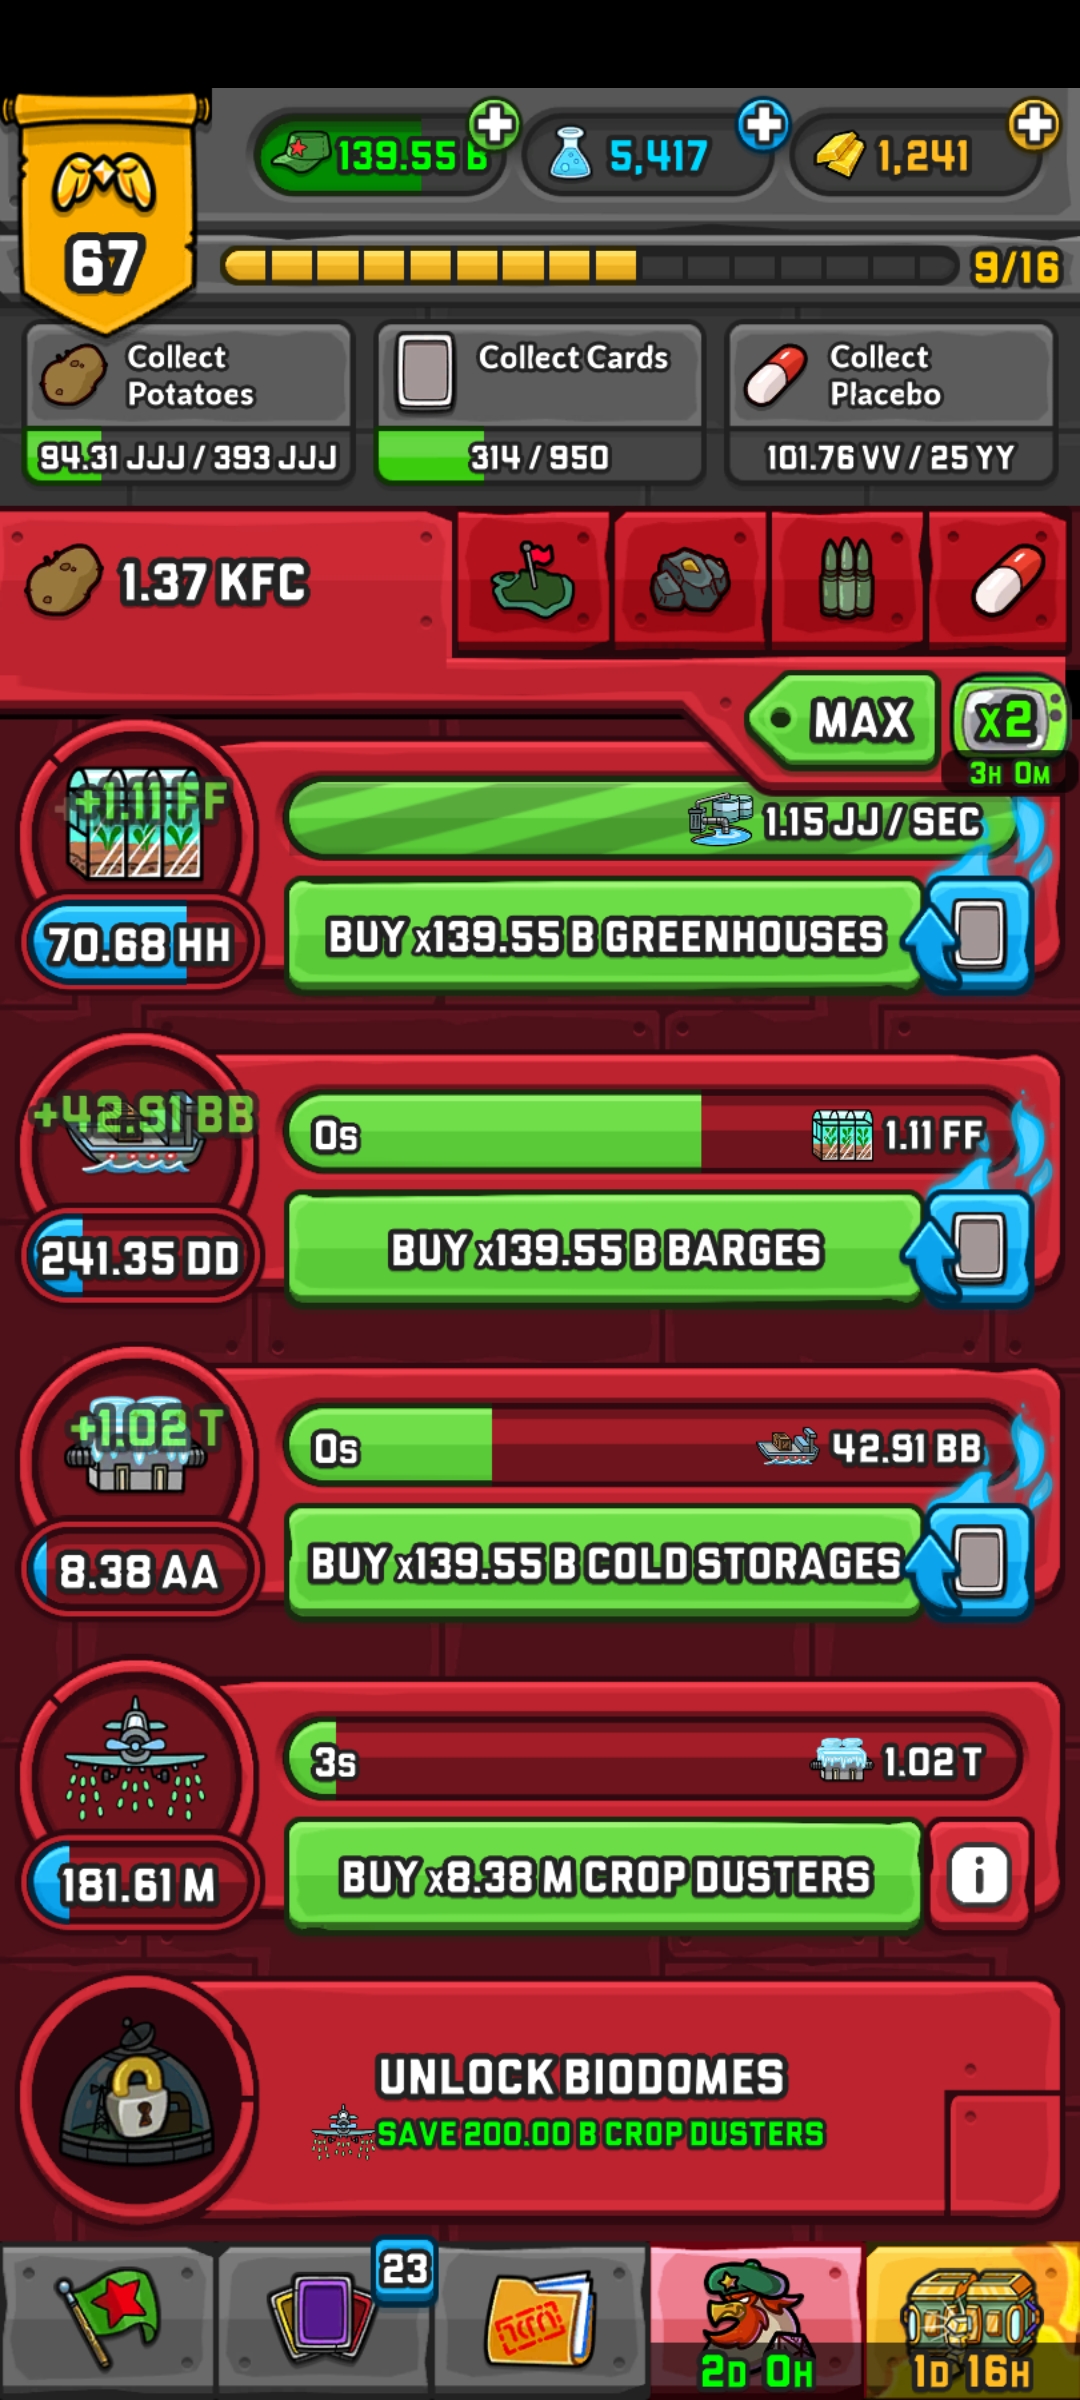 139.55 B
5,417
1,241
67
9/16
Collect
Potatoes
94.31 JJJ / 393 JJJ
Collect Cards
314 / 950
Collect
Placebo
101.76 VV / 25 YY
1.37 KFC
MAX
x2
3H 0M
+1.11 FF
1.15 JJ / SEC
70.68 HH
BUY x139.55 B GREENHOUSES
+42.91 BB
0s
1.11 FF
241.35 DD
BUY x139.55 B BARGES
+1.02 T
0s
42.91 BB
8.38 AA
BUY x139.55 B COLD STORAGES
3s
1.02 T
181.61 M
BUY x8.38 M CROP DUSTERS
i
UNLOCK BIODOMES
SAVE 200.00 B CROP DUSTERS
23
2D 0H
1D 16H